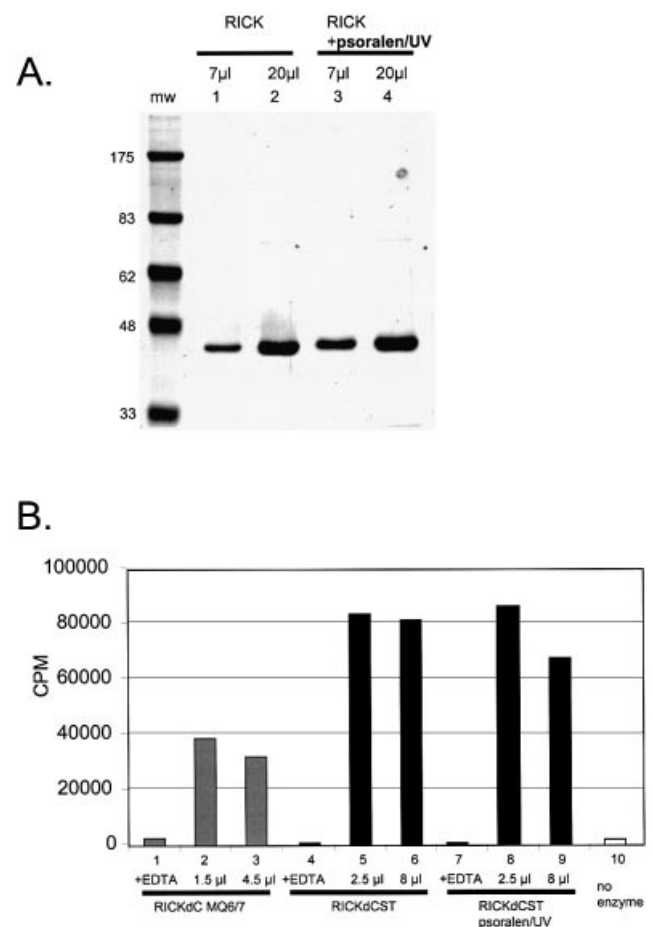 A.
RICK
RICK
+psoralen/UV
7µl 20µl 7µl 20µl
mw 1 2 3 4
175
83
62
48
33
B.
100000
80000
60000
40000
20000
0
CPM
1 2 3 4 5 6 7 8 9 10
+EDTA 1.5 µl 4.5 µl +EDTA 2.5 µl 8 µl +EDTA 2.5 µl 8 µl no
enzyme
RICKdC MQ6/7 RICKdCST RICKdCST
psoralen/UV